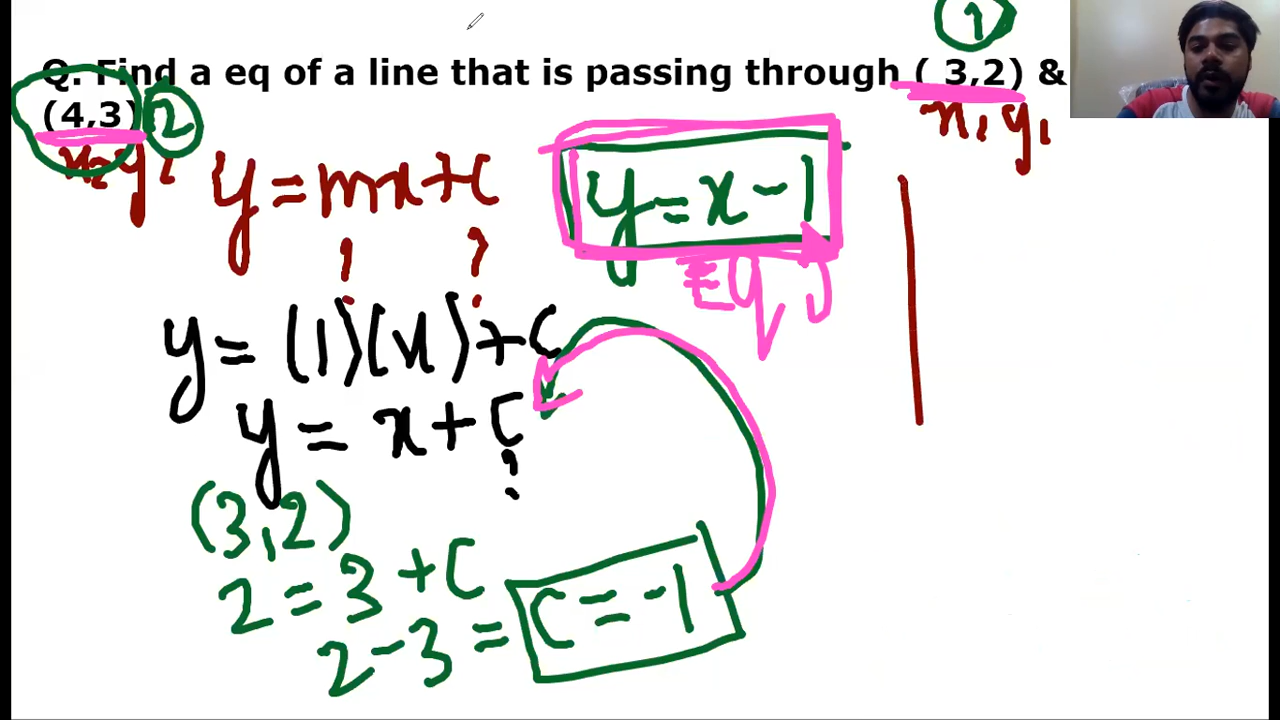 1
Q. Find a eq of a line that is passing through ( 3,2) &
(4,3) 2
x₁ y₁
x₂ y₂
y = mx + c
? ?
y = x - 1
Eq
y = (1)(x) + c
y = x + c
?
(3,2)
2 = 3 + c
2 - 3 = c = -1